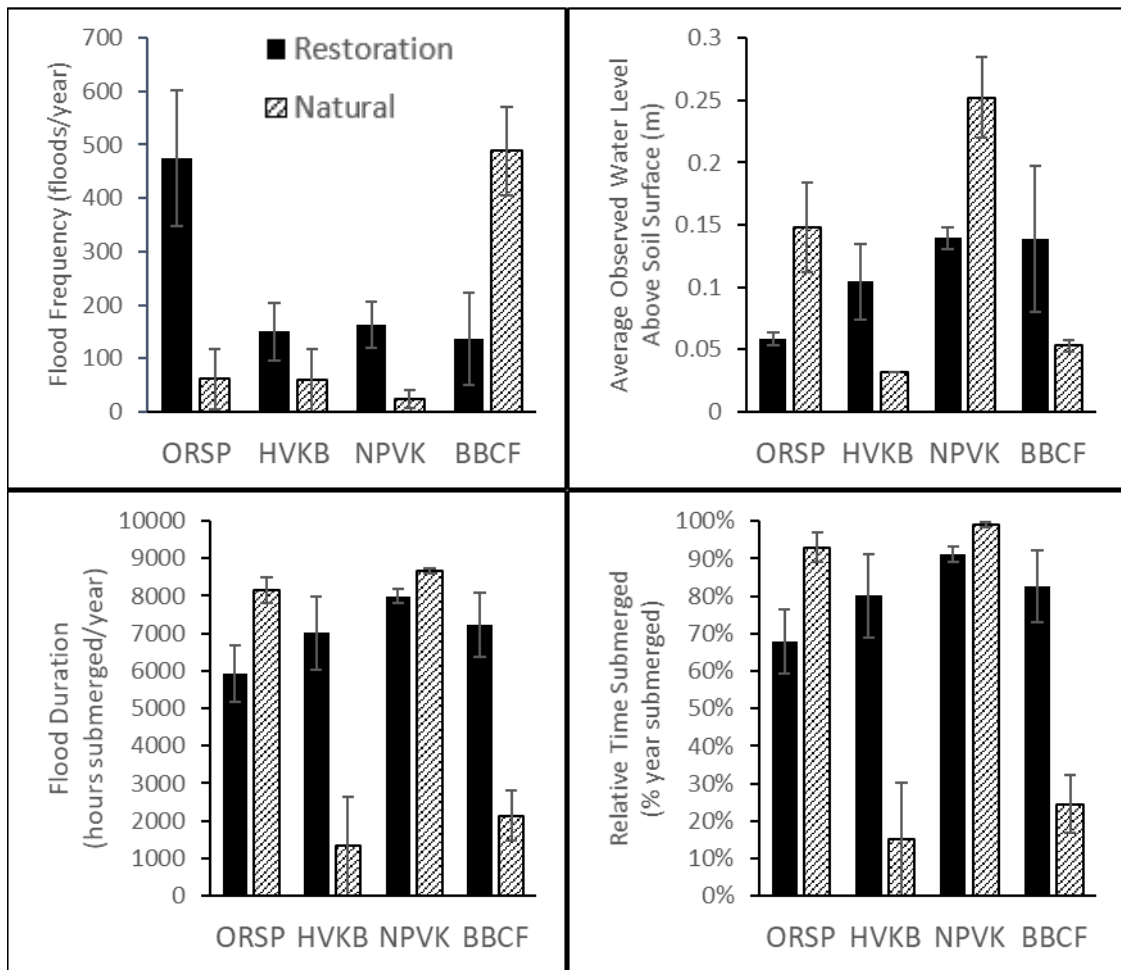 Flood Frequency (floods/year)
700
600
500
400
300
200
100
0
Restoration
Natural
ORSP HVKB NPVK BBCF
Average Observed Water Level
Above Soil Surface (m)
0.3
0.25
0.2
0.15
0.1
0.05
0
ORSP HVKB NPVK BBCF
Flood Duration
(hours submerged/year)
10000
9000
8000
7000
6000
5000
4000
3000
2000
1000
0
ORSP HVKB NPVK BBCF
Relative Time Submerged
(% year submerged)
100%
90%
80%
70%
60%
50%
40%
30%
20%
10%
0%
ORSP HVKB NPVK BBCF